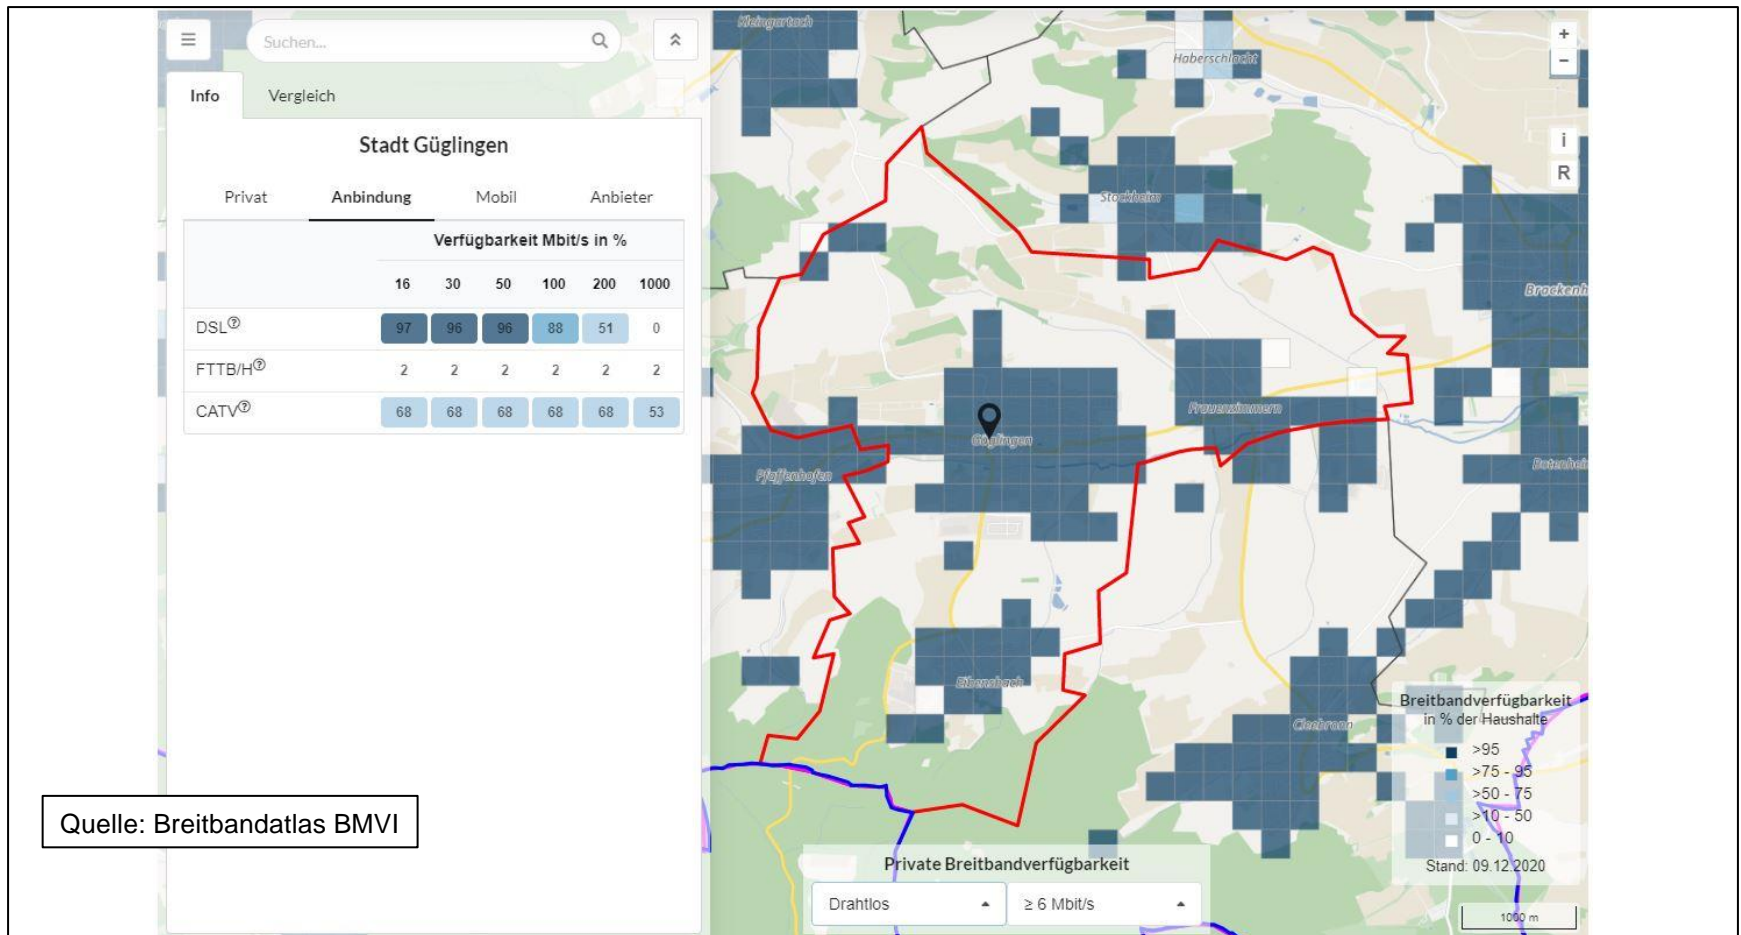 Suchen...
Info Vergleich
Stadt Güglingen
Privat Anbindung Mobil Anbieter
Verfügbarkeit Mbit/s in %
16 30 50 100 200 1000
DSL? 97 96 96 88 51 0
FTTB/H? 2 2 2 2 2 2
CATV? 68 68 68 68 68 53
Quelle: Breitbandatlas BMVI
Kleingartach
Haberschlacht
+
−
i
R
Stockheim
Brackenh
Frauenzimmern
Güglingen
Pfaffenhofen
Botenhei
Eibensbach
Cleebronn
Breitbandverfügbarkeit
in % der Haushalte
>95
>75 - 95
>50 - 75
>10 - 50
0 - 10
Stand: 09.12.2020
Private Breitbandverfügbarkeit
Drahtlos ≥ 6 Mbit/s
1000 m